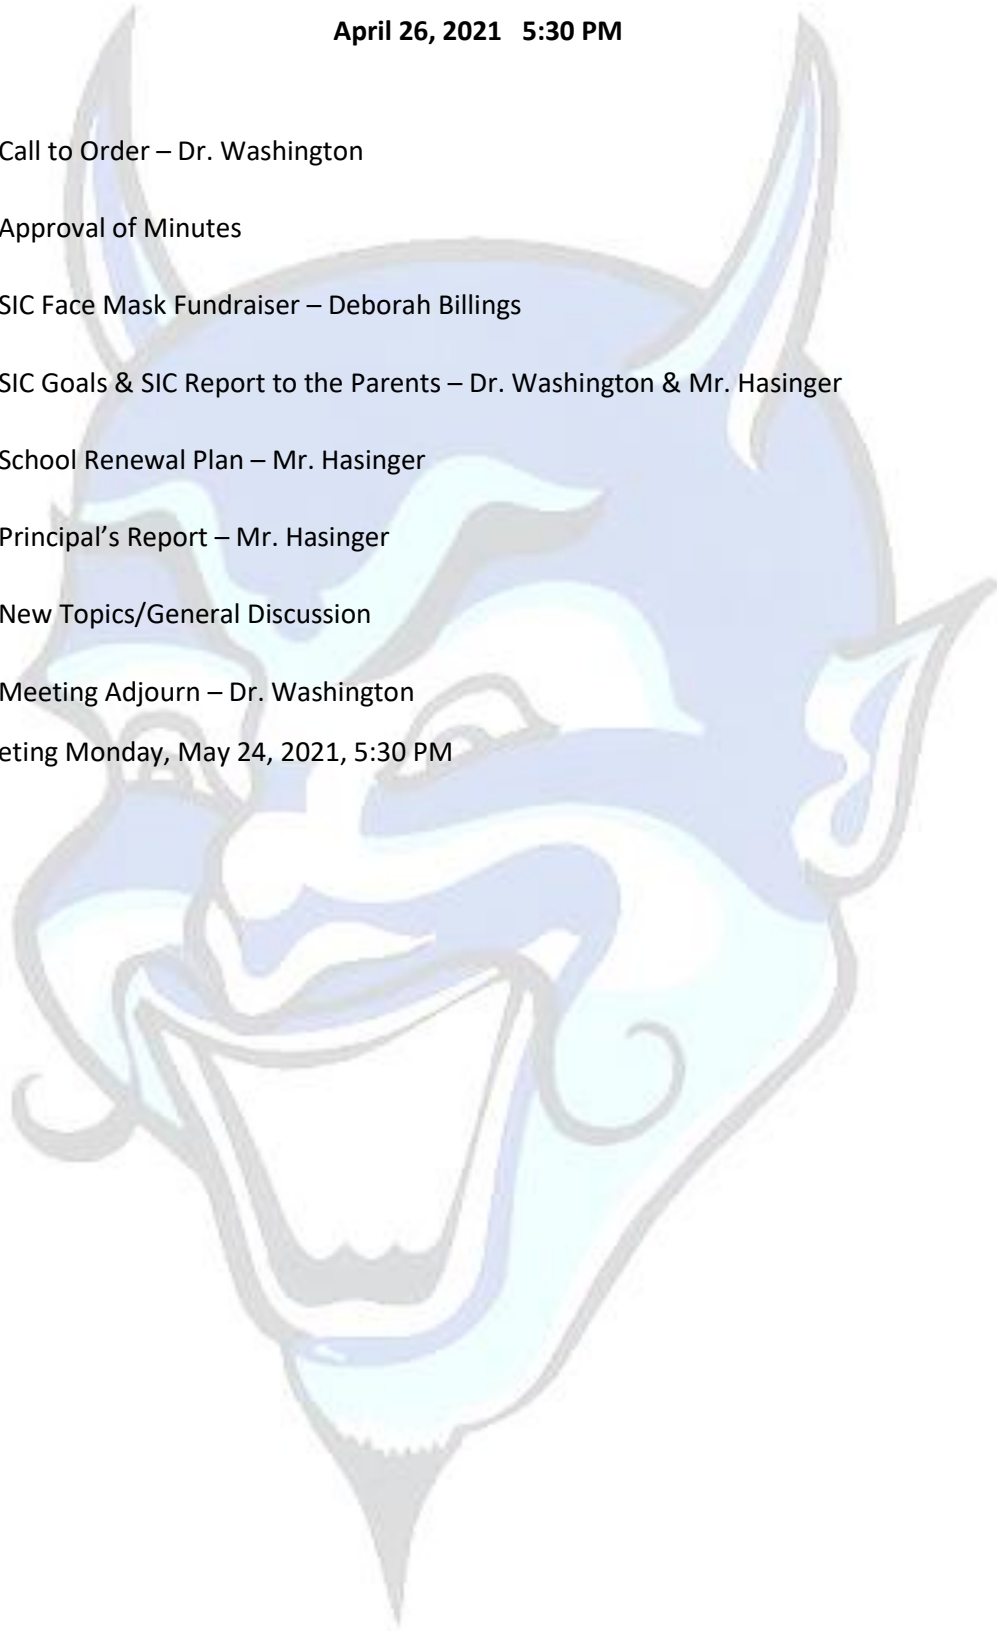 April 26, 2021 5:30 PM
Call to Order – Dr. Washington
Approval of Minutes
SIC Face Mask Fundraiser – Deborah Billings
SIC Goals & SIC Report to the Parents – Dr. Washington & Mr. Hasinger
School Renewal Plan – Mr. Hasinger
Principal’s Report – Mr. Hasinger
New Topics/General Discussion
Meeting Adjourn – Dr. Washington
eting Monday, May 24, 2021, 5:30 PM